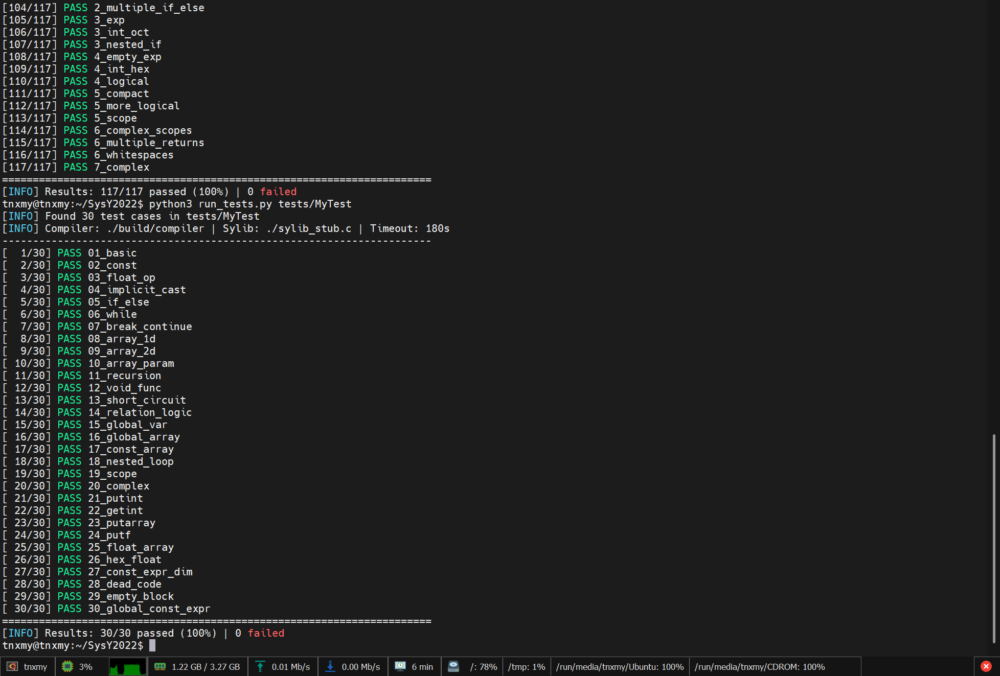 [104/117] PASS 2_multiple_if_else
[105/117] PASS 3_exp
[106/117] PASS 3_int_oct
[107/117] PASS 3_nested_if
[108/117] PASS 4_empty_exp
[109/117] PASS 4_int_hex
[110/117] PASS 4_logical
[111/117] PASS 5_compact
[112/117] PASS 5_more_logical
[113/117] PASS 5_scope
[114/117] PASS 6_complex_scopes
[115/117] PASS 6_multiple_returns
[116/117] PASS 6_whitespaces
[117/117] PASS 7_complex
======================================================================
[INFO] Results: 117/117 passed (100%) | 0 failed
tnxmy@tnxmy:~/SysY2022$ python3 run_tests.py tests/MyTest
[INFO] Found 30 test cases in tests/MyTest
[INFO] Compiler: ./build/compiler | Sylib: ./sylib_stub.c | Timeout: 180s
----------------------------------------------------------------------
[  1/30] PASS 01_basic
[  2/30] PASS 02_const
[  3/30] PASS 03_float_op
[  4/30] PASS 04_implicit_cast
[  5/30] PASS 05_if_else
[  6/30] PASS 06_while
[  7/30] PASS 07_break_continue
[  8/30] PASS 08_array_1d
[  9/30] PASS 09_array_2d
[ 10/30] PASS 10_array_param
[ 11/30] PASS 11_recursion
[ 12/30] PASS 12_void_func
[ 13/30] PASS 13_short_circuit
[ 14/30] PASS 14_relation_logic
[ 15/30] PASS 15_global_var
[ 16/30] PASS 16_global_array
[ 17/30] PASS 17_const_array
[ 18/30] PASS 18_nested_loop
[ 19/30] PASS 19_scope
[ 20/30] PASS 20_complex
[ 21/30] PASS 21_putint
[ 22/30] PASS 22_getint
[ 23/30] PASS 23_putarray
[ 24/30] PASS 24_putf
[ 25/30] PASS 25_float_array
[ 26/30] PASS 26_hex_float
[ 27/30] PASS 27_const_expr_dim
[ 28/30] PASS 28_dead_code
[ 29/30] PASS 29_empty_block
[ 30/30] PASS 30_global_const_expr
======================================================================
[INFO] Results: 30/30 passed (100%) | 0 failed
tnxmy@tnxmy:~/SysY2022$
tnxmy 3% 1.22 GB / 3.27 GB 0.01 Mb/s 0.00 Mb/s 6 min /: 78% /tmp: 1% /run/media/tnxmy/Ubuntu: 100% /run/media/tnxmy/CDROM: 100%